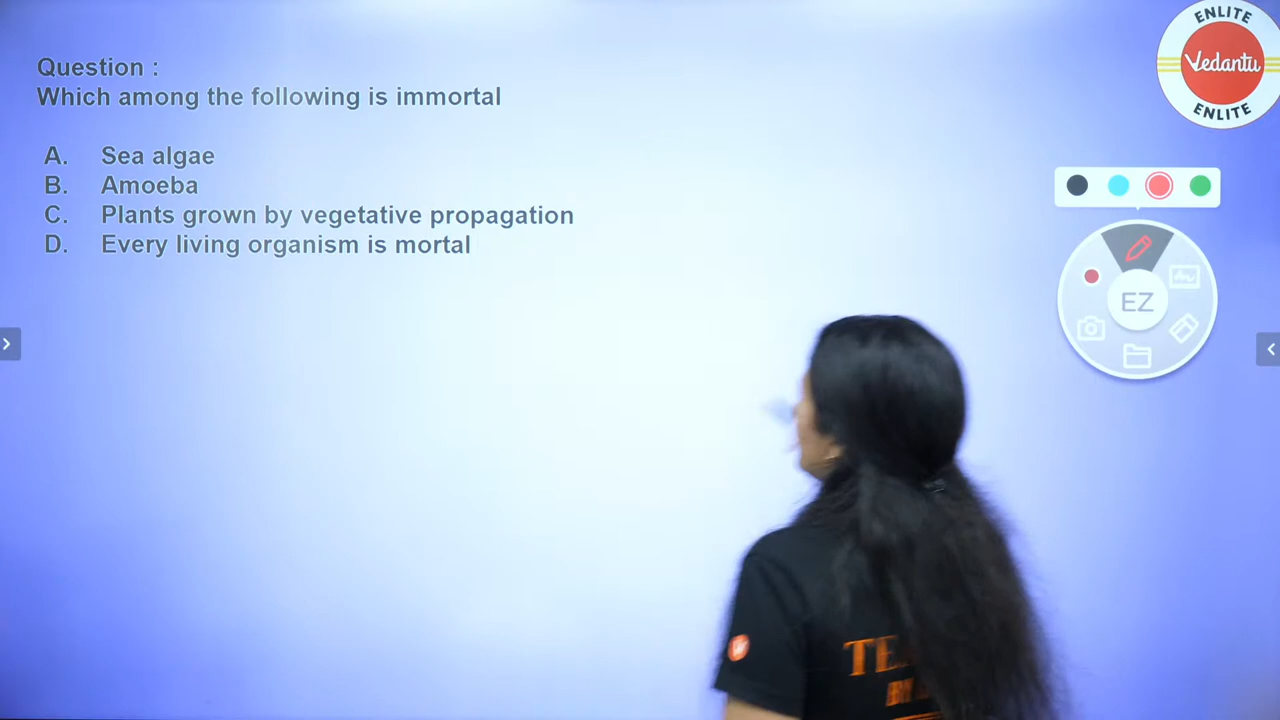 Question :
Which among the following is immortal
A. Sea algae
B. Amoeba
C. Plants grown by vegetative propagation
D. Every living organism is mortal
ENLITE
Vedantu
ENLITE
EZ